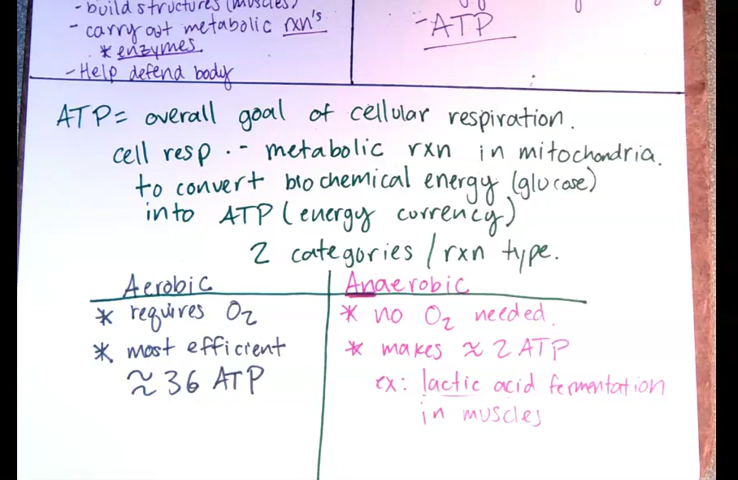 - build structures (muscles)
- carry out metabolic rxn's
* enzymes
- Help defend body
- ATP
ATP = overall goal of cellular respiration.
cell resp. - metabolic rxn in mitochondria.
to convert biochemical energy (glucose)
into ATP (energy currency)
2 categories / rxn type.
Aerobic
* requires O₂
* most efficient
≈ 36 ATP
Anaerobic
* no O₂ needed.
* makes ≈ 2 ATP
ex: lactic acid fermentation
in muscles